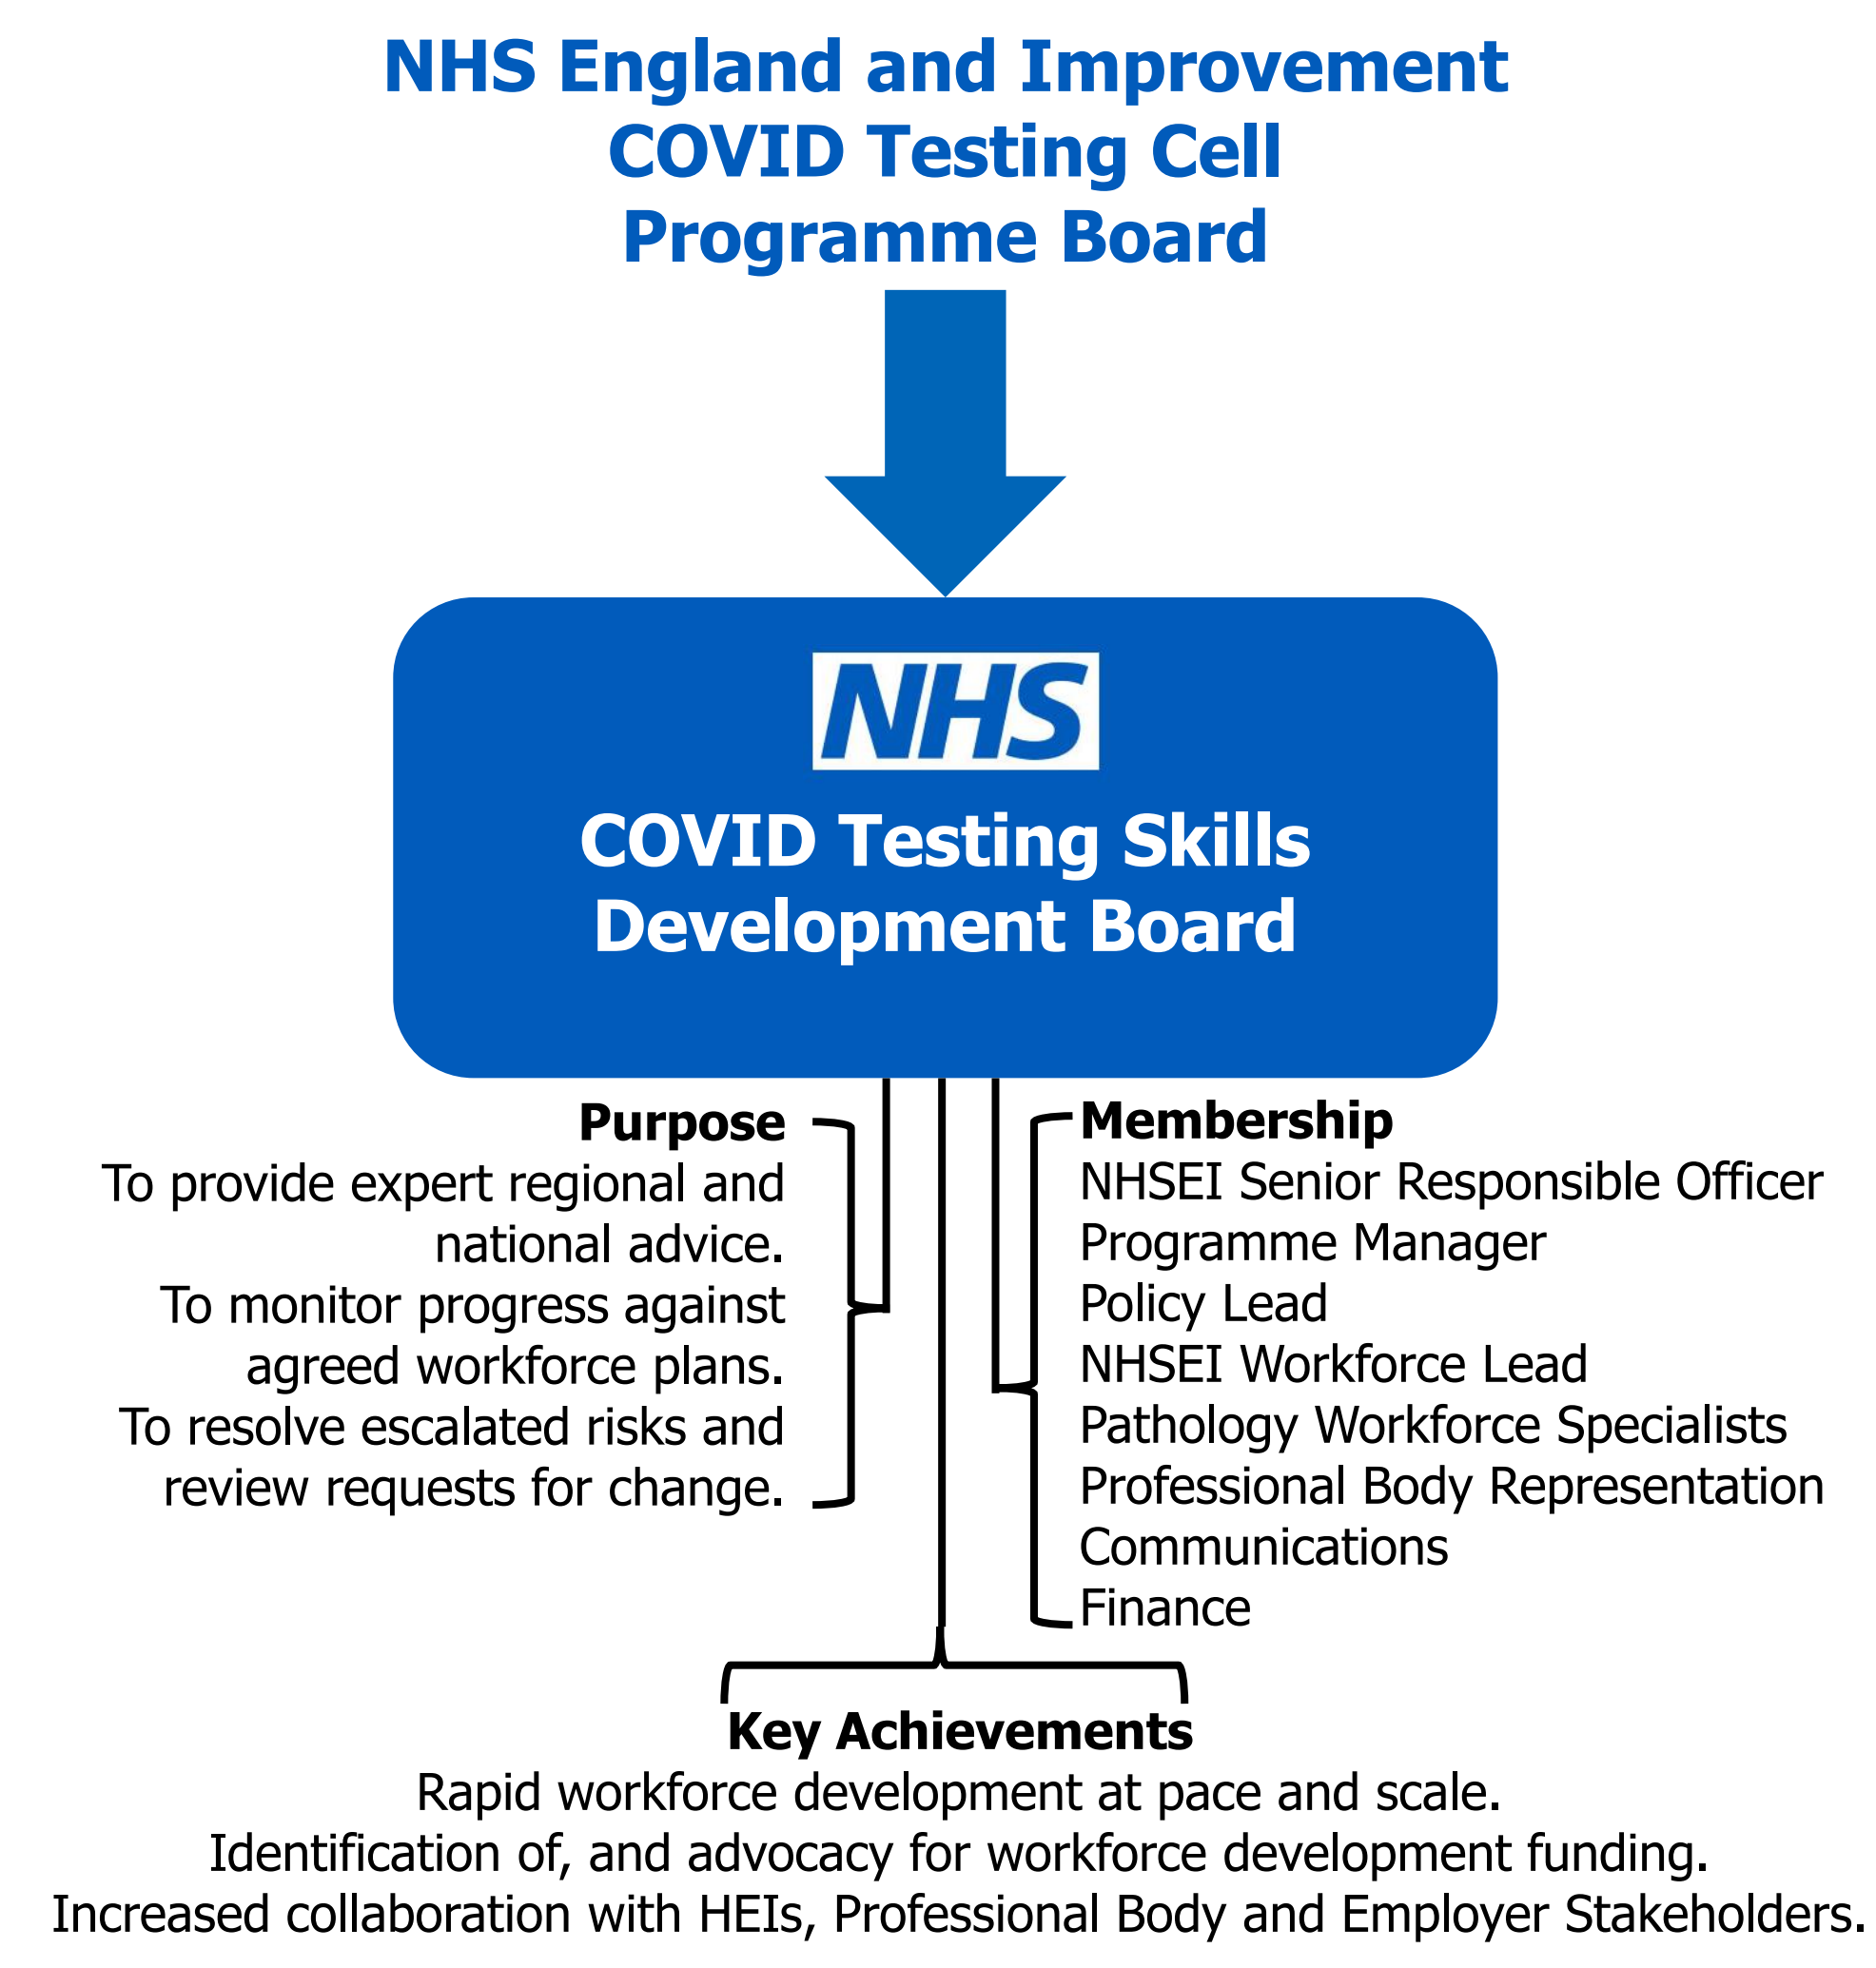 NHS England and Improvement
COVID Testing Cell
Programme Board
NHS
COVID Testing Skills
Development Board
Purpose
To provide expert regional and
national advice.
To monitor progress against
agreed workforce plans.
To resolve escalated risks and
review requests for change.
Membership
NHSEI Senior Responsible Officer
Programme Manager
Policy Lead
NHSEI Workforce Lead
Pathology Workforce Specialists
Professional Body Representation
Communications
Finance
Key Achievements
Rapid workforce development at pace and scale.
Identification of, and advocacy for workforce development funding.
Increased collaboration with HEIs, Professional Body and Employer Stakeholders.